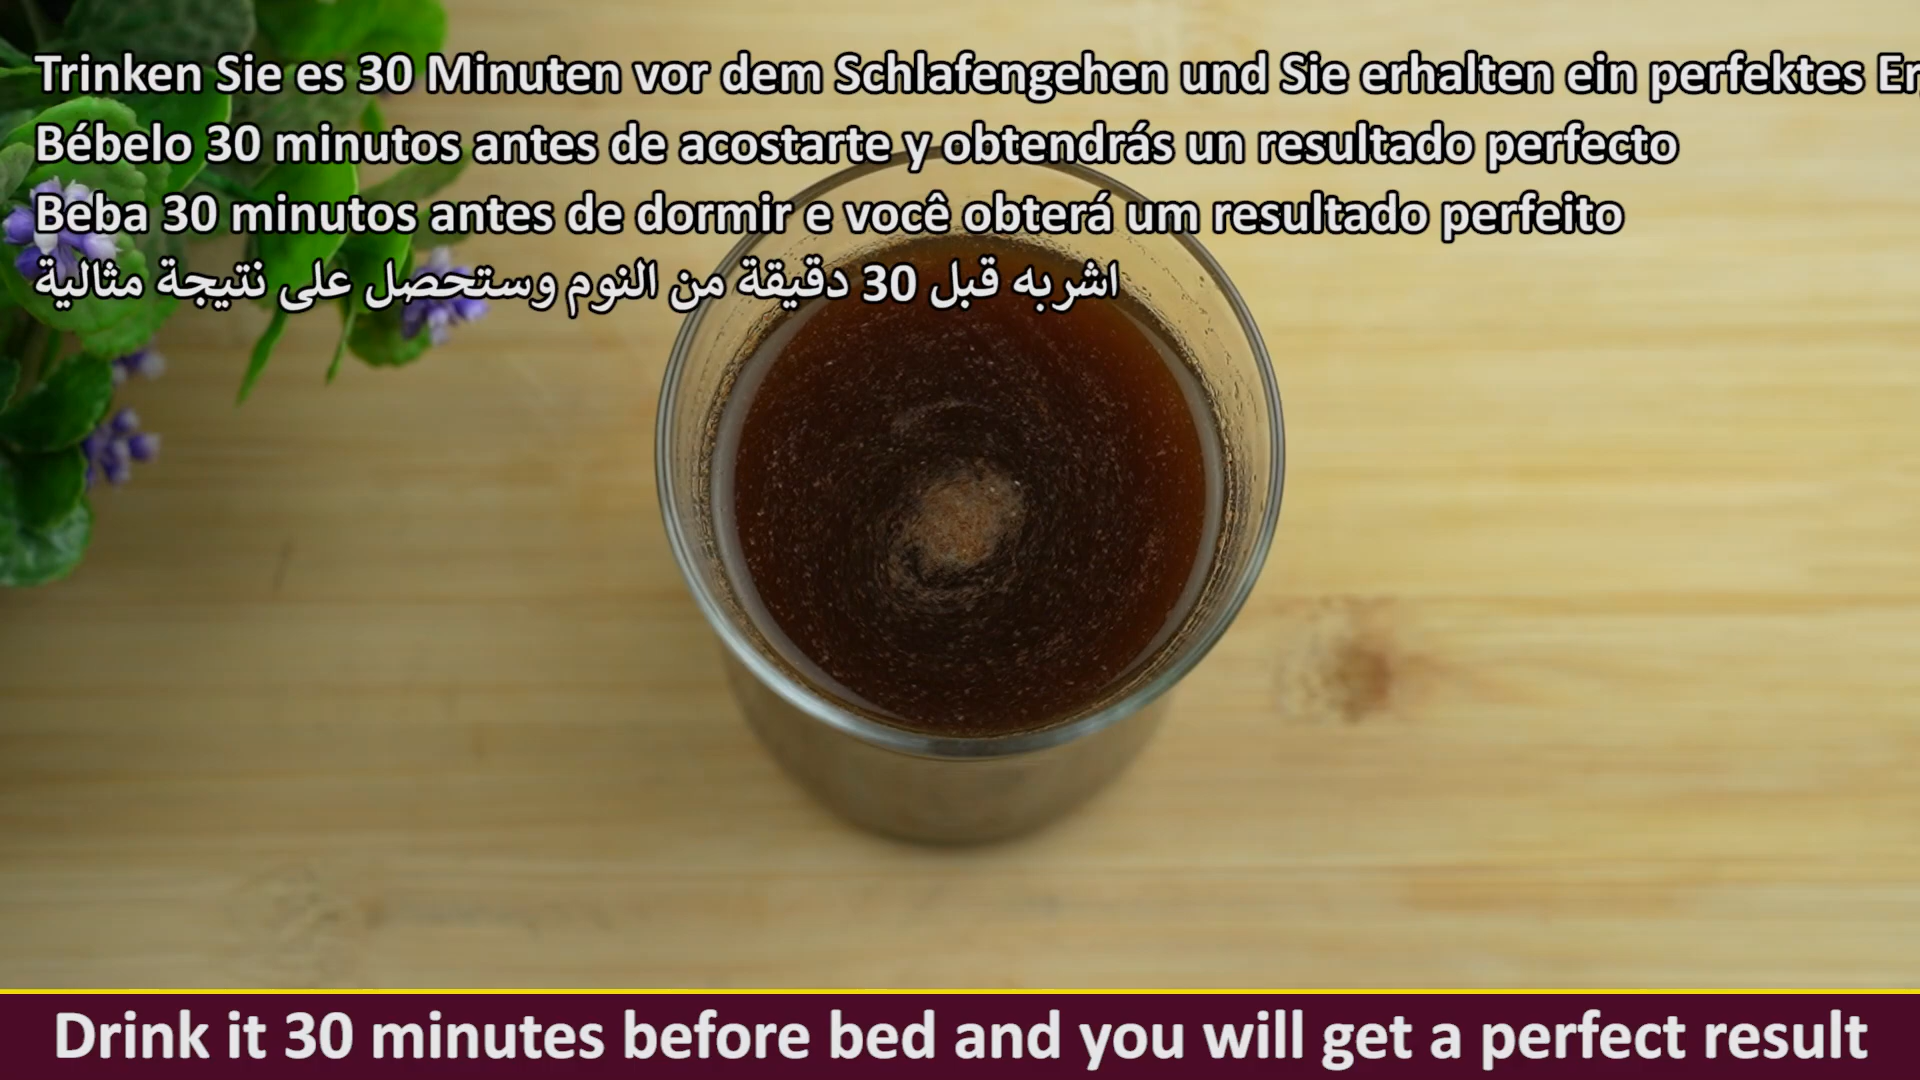 Trinken Sie es 30 Minuten vor dem Schlafengehen und Sie erhalten ein perfektes
Bébelo 30 minutos antes de acostarte y obtendrás un resultado perfecto
Beba 30 minutos antes de dormir e você obterá um resultado perfeito
اشربه قبل 30 دقيقة من النوم وستحصل على نتيجة مثالية
Drink it 30 minutes before bed and you will get a perfect result